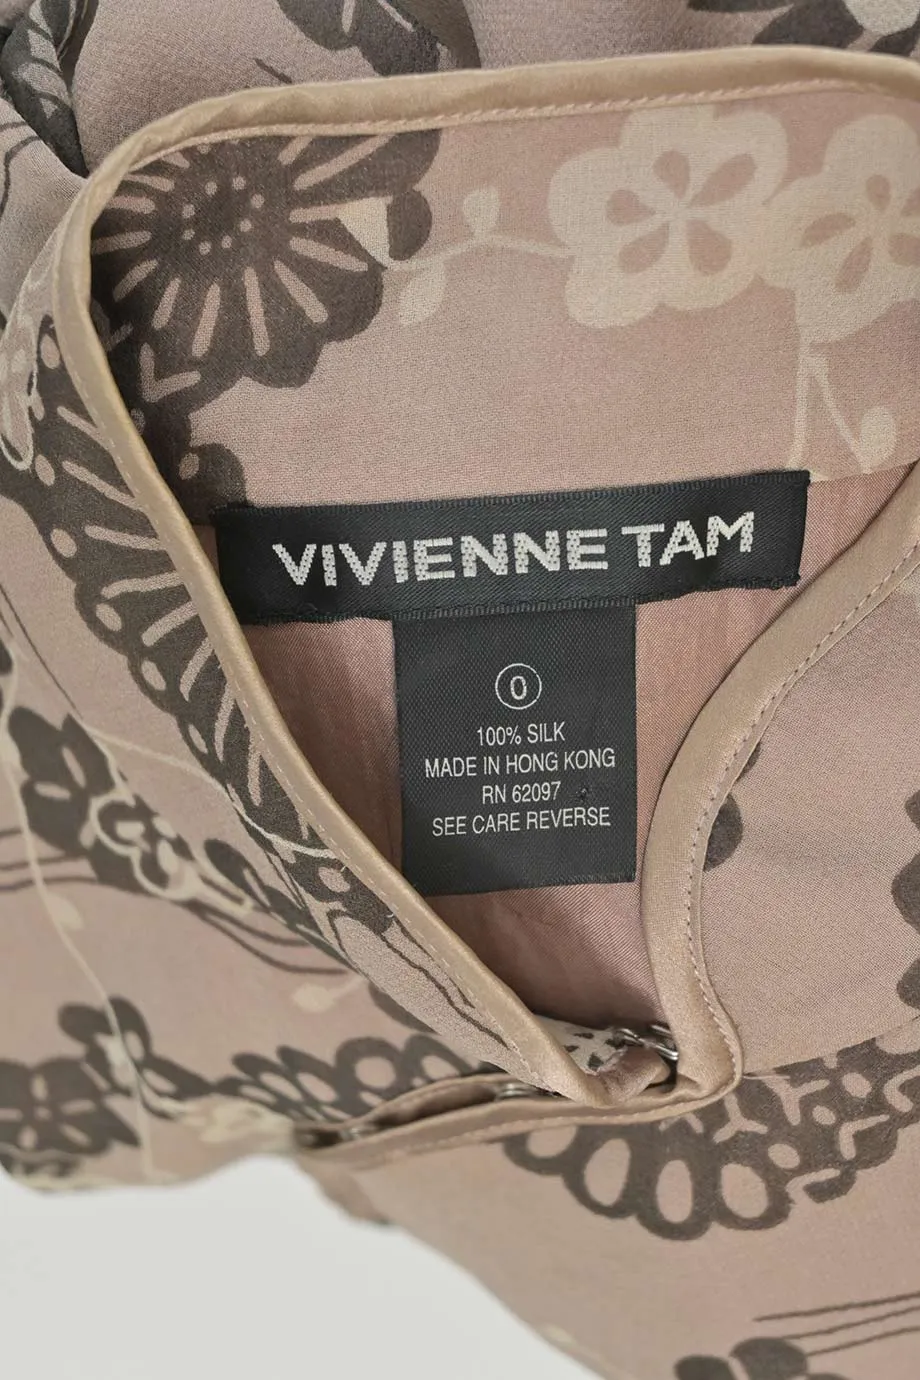 VIVIENNE TAM
0
100% SILK
MADE IN HONG KONG
RN 62097
SEE CARE REVERSE